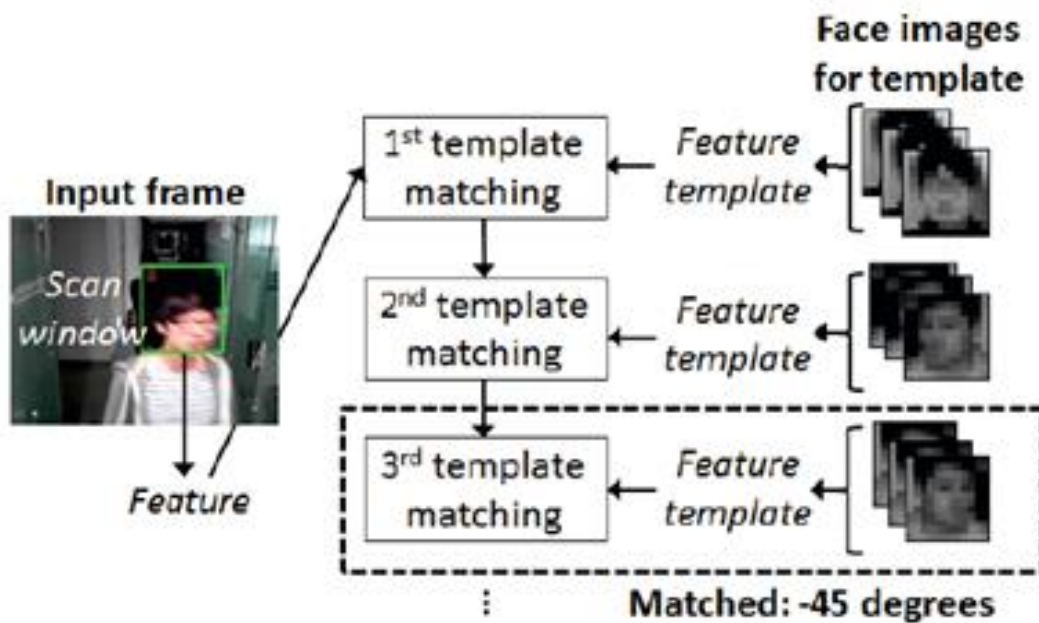 Face images
for template
1st template
matching
Feature
template
Input frame
Scan
window
2nd template
matching
Feature
template
3rd template
matching
Feature
template
Feature
⋮
Matched: -45 degrees